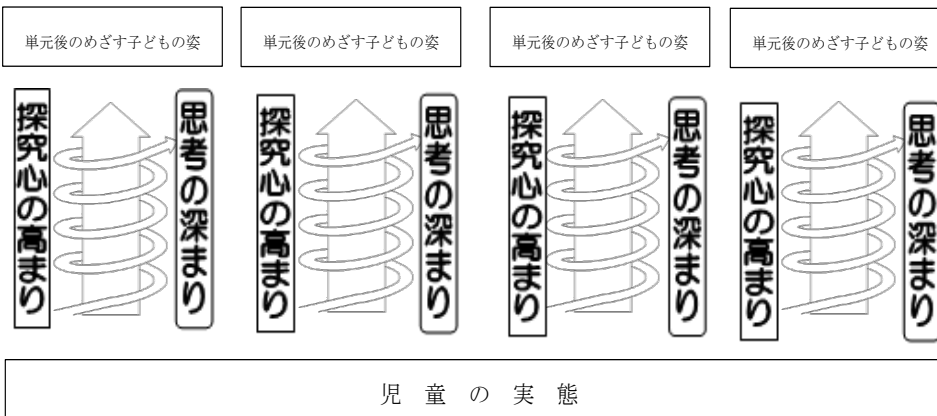 単元後のめざす子どもの姿
単元後のめざす子どもの姿
単元後のめざす子どもの姿
単元後のめざす子どもの姿
探究心の高まり
思考の深まり
探究心の高まり
思考の深まり
探究心の高まり
思考の深まり
探究心の高まり
思考の深まり
児童の実態